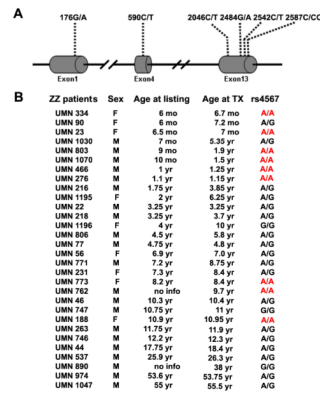 A
176G/A 590C/T 2046C/T 2484G/A 2542C/T 2587C/CC
Exon1 Exon4 Exon13
B
ZZ patients Sex Age at listing Age at TX rs4567
UMN 334 F 6 mo 6.7 mo A/A
UMN 90 F 6 mo 7.2 mo A/G
UMN 23 F 6.5 mo 7 mo A/A
UMN 1030 M 7 mo 5.35 yr A/G
UMN 803 M 9 mo 1.9 yr A/A
UMN 1070 M 10 mo 1.5 yr A/A
UMN 466 M 1 yr 1.25 yr A/A
UMN 276 M 1.1 yr 1.15 yr A/A
UMN 216 M 1.75 yr 3.85 yr A/G
UMN 1195 F 2 yr 6.25 yr A/G
UMN 22 M 3.25 yr 3.25 yr A/G
UMN 218 M 3.25 yr 3.7 yr A/G
UMN 1196 F 4 yr 10 yr G/G
UMN 806 M 4.5 yr 5.8 yr A/G
UMN 77 M 4.75 yr 4.8 yr A/G
UMN 56 F 6.9 yr 7.0 yr A/G
UMN 771 M 7.2 yr 8.75 yr A/G
UMN 231 F 7.3 yr 8.4 yr A/G
UMN 773 F 8.2 yr 8.4 yr A/A
UMN 762 M no info 9.7 yr A/A
UMN 46 M 10.3 yr 10.4 yr A/G
UMN 747 M 10.75 yr 11 yr G/G
UMN 188 F 10.9 yr 10.95 yr A/A
UMN 263 M 11.75 yr 11.9 yr A/G
UMN 746 M 12.2 yr 12.3 yr A/G
UMN 44 M 17.75 yr 18.4 yr A/G
UMN 537 M 25.9 yr 26.3 yr A/G
UMN 890 M no info 38 yr G/G
UMN 974 M 53.6 yr 53.75 yr A/G
UMN 1047 M 55 yr 55.5 yr A/G